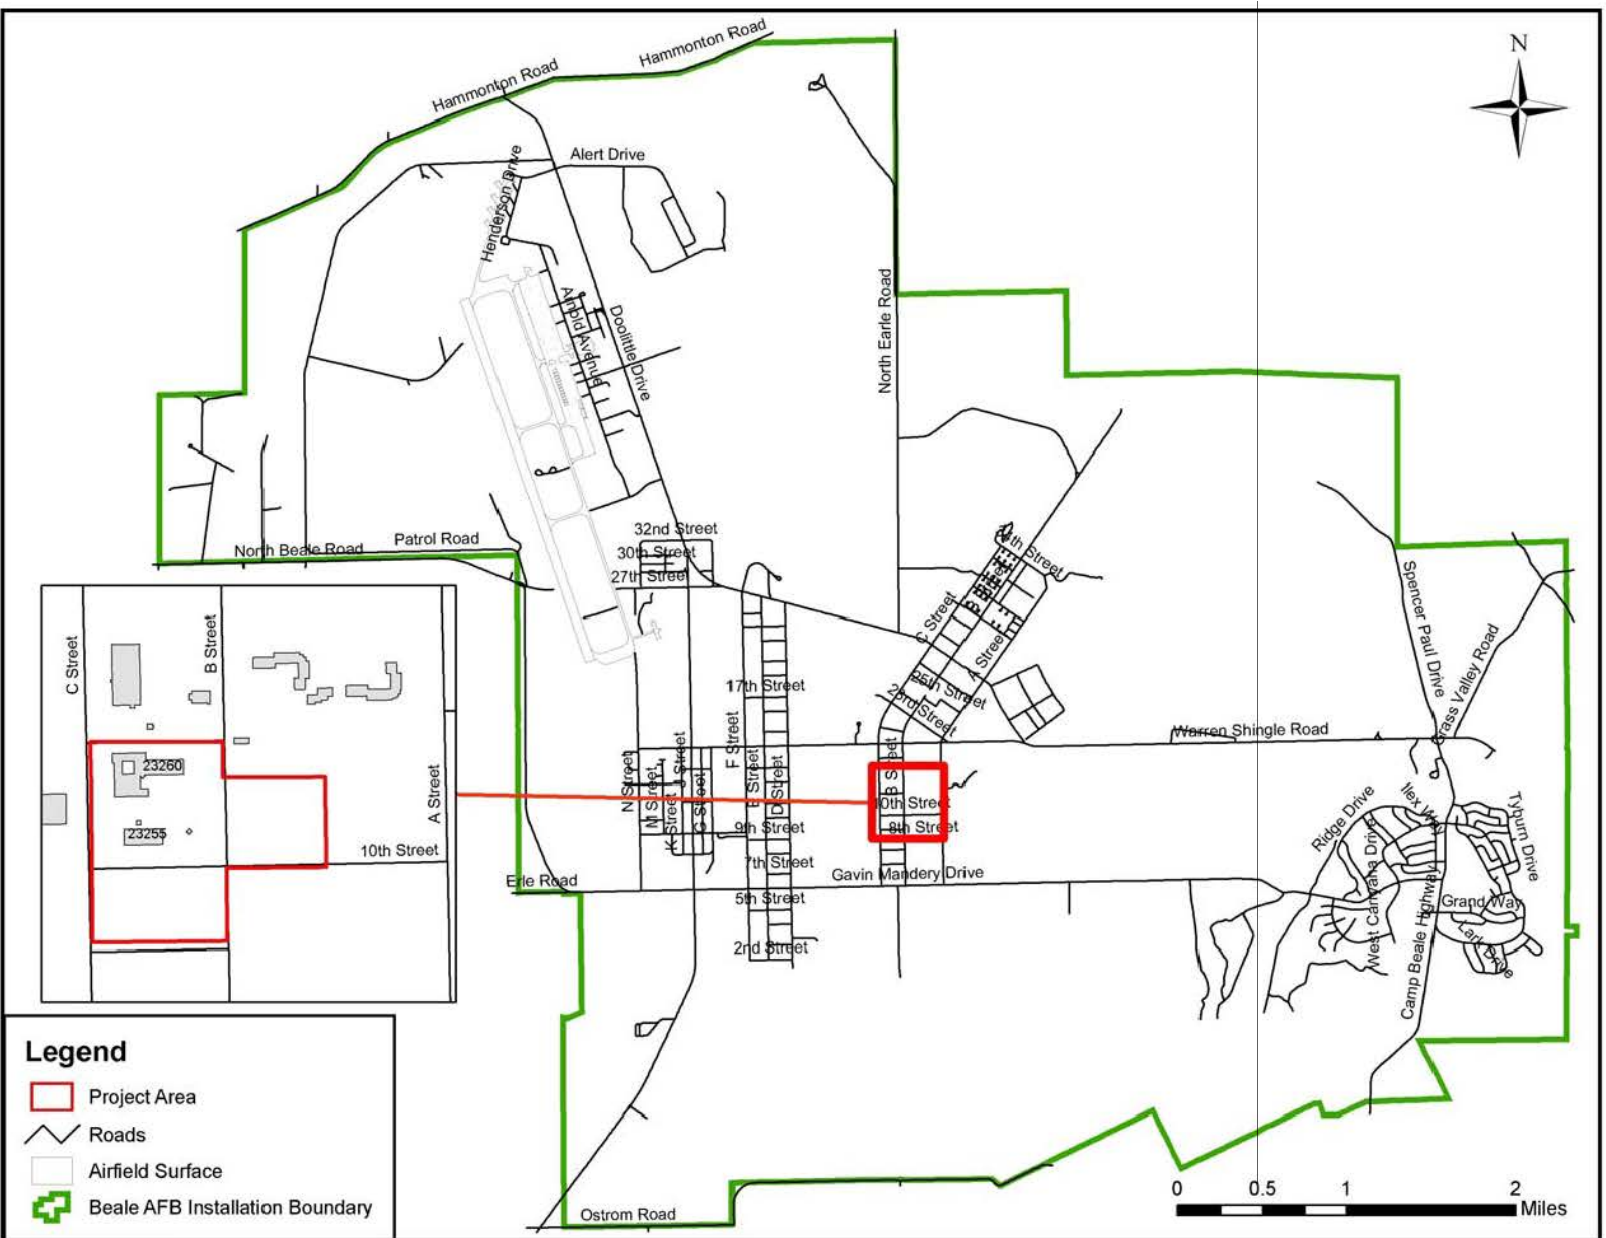 Hammonton Road
Hammonton Road
N
Alert Drive
Henderson Drive
Arnold Avenue
Doolittle Drive
North Earle Road
32nd Street
30th Street
27th Street
Patrol Road
North Beale Road
C Street
A Street
25th Street
23rd Street
17th Street
Spencer Paul Drive
Grass Valley Road
Warren Shingle Road
N Street
M Street
K Street
J Street
G Street
F Street
E Street
D Street
B Street
10th Street
8th Street
9th Street
7th Street
5th Street
2nd Street
Gavin Mandery Drive
Erle Road
Ridge Drive
Ilex Way
Tyburn Drive
Grand Way
Lark Drive
Camp Beale Highway
Ostrom Road
C Street
B Street
A Street
23260
23255
10th Street
Legend
Project Area
Roads
Airfield Surface
Beale AFB Installation Boundary
0 0.5 1 2
Miles